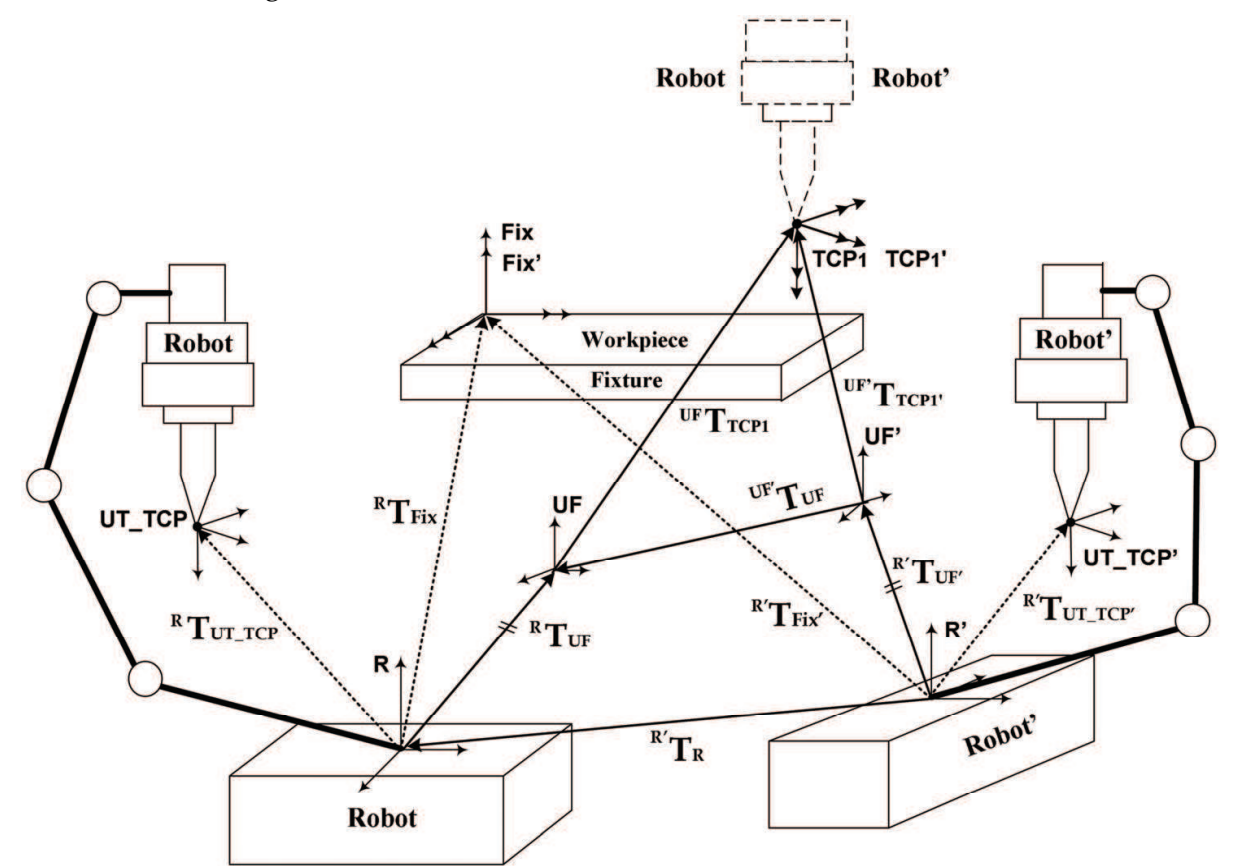 Robot Robot’
Fix
Fix’
TCP1 TCP1'
Robot
Workpiece
Robot’
Fixture
UF'TTCP1'
UFTTCP1
UF’
UF'TUF
RTFix
UF
UT_TCP
UT_TCP’
R'TUF'
R'TFix'
R'TUT_TCP'
RTUT_TCP
RTUF
R’
R
R'TR
Robot’
Robot